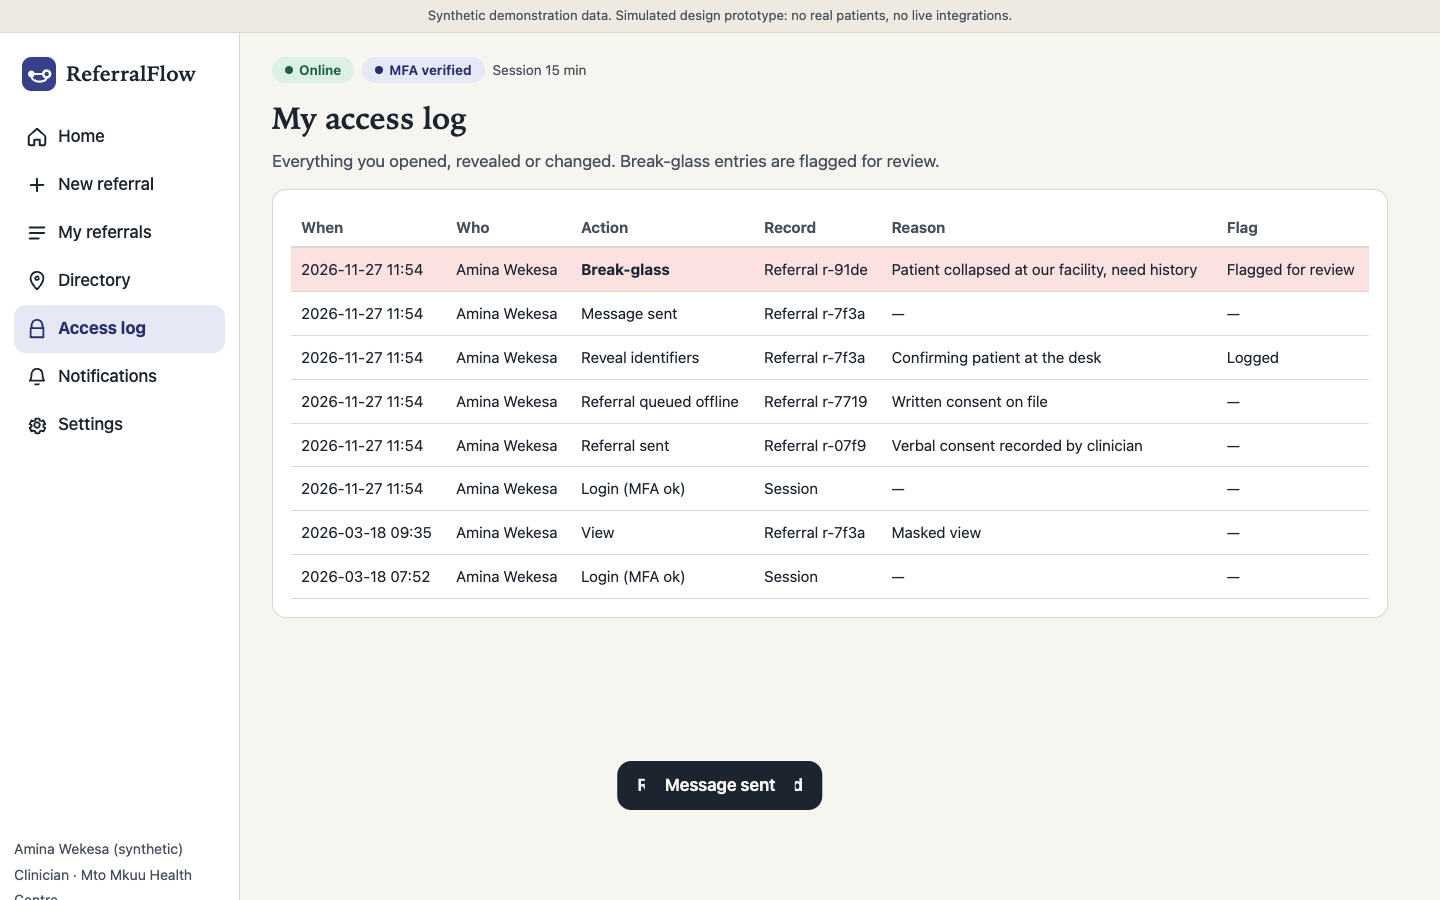 Synthetic demonstration data. Simulated design prototype: no real patients, no live integrations.
ReferralFlow
Home
New referral
My referrals
Directory
Access log
Notifications
Settings
Amina Wekesa (synthetic)
Clinician · Mto Mkuu Health
Centre
Online MFA verified Session 15 min
My access log
Everything you opened, revealed or changed. Break-glass entries are flagged for review.
When Who Action Record Reason Flag
2026-11-27 11:54 Amina Wekesa Break-glass Referral r-91de Patient collapsed at our facility, need history Flagged for review
2026-11-27 11:54 Amina Wekesa Message sent Referral r-7f3a — —
2026-11-27 11:54 Amina Wekesa Reveal identifiers Referral r-7f3a Confirming patient at the desk Logged
2026-11-27 11:54 Amina Wekesa Referral queued offline Referral r-7719 Written consent on file —
2026-11-27 11:54 Amina Wekesa Referral sent Referral r-07f9 Verbal consent recorded by clinician —
2026-11-27 11:54 Amina Wekesa Login (MFA ok) Session — —
2026-03-18 09:35 Amina Wekesa View Referral r-7f3a Masked view —
2026-03-18 07:52 Amina Wekesa Login (MFA ok) Session — —
Message sent